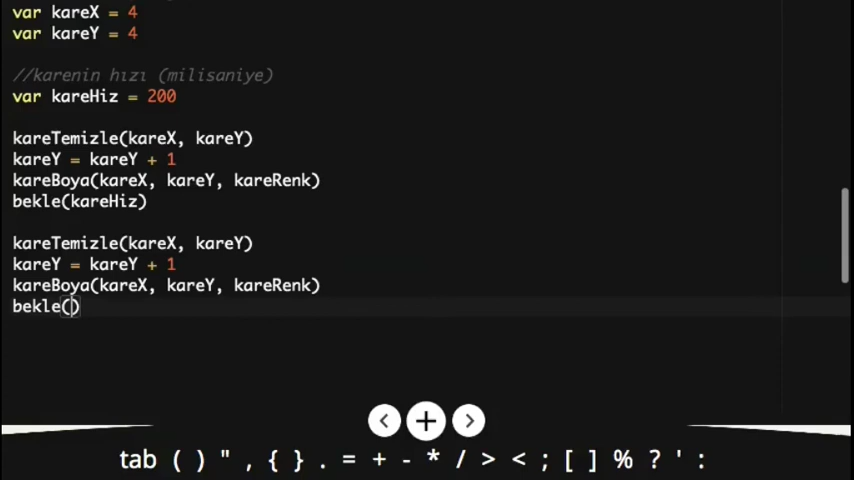 var kareX = 4
var kareY = 4
//karenin hızı (milisaniye)
var kareHiz = 200
kareTemizle(kareX, kareY)
kareY = kareY + 1
kareBoya(kareX, kareY, kareRenk)
bekle(kareHiz)
kareTemizle(kareX, kareY)
kareY = kareY + 1
kareBoya(kareX, kareY, kareRenk)
bekle()
< + >
tab ( ) " , { } . = + - * / > < ; [ ] % ? ' :